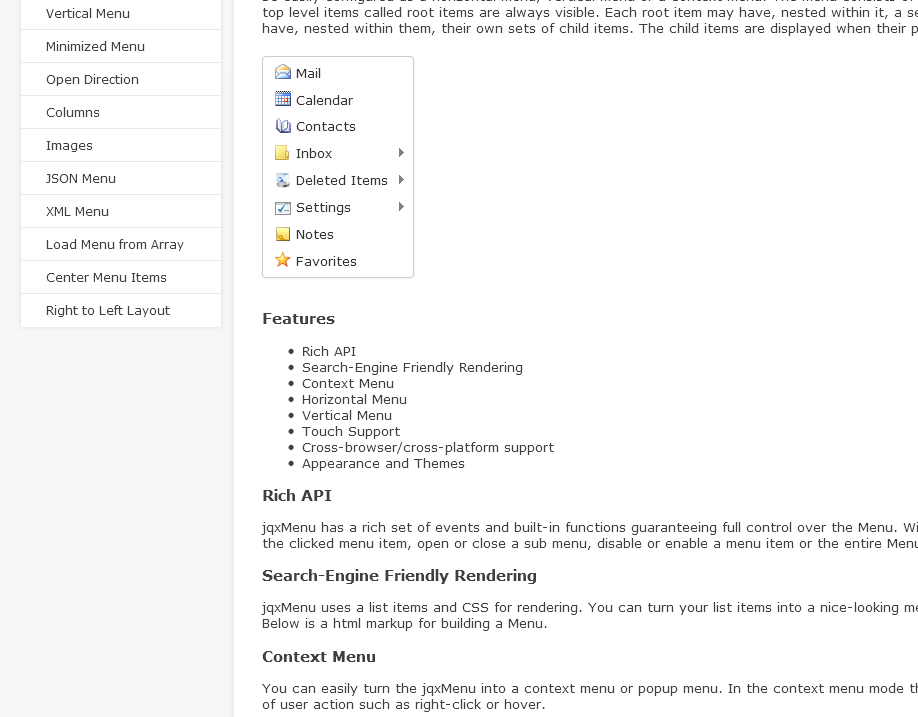 Vertical Menu
Minimized Menu
Open Direction
Columns
Images
JSON Menu
XML Menu
Load Menu from Array
Center Menu Items
Right to Left Layout
top level items called root items are always visible. Each root item may have, nested within it, a se
have, nested within them, their own sets of child items. The child items are displayed when their p
Mail
Calendar
Contacts
Inbox
Deleted Items
Settings
Notes
Favorites
Features
Rich API
Search-Engine Friendly Rendering
Context Menu
Horizontal Menu
Vertical Menu
Touch Support
Cross-browser/cross-platform support
Appearance and Themes
Rich API
jqxMenu has a rich set of events and built-in functions guaranteeing full control over the Menu. Wi
the clicked menu item, open or close a sub menu, disable or enable a menu item or the entire Menu
Search-Engine Friendly Rendering
jqxMenu uses a list items and CSS for rendering. You can turn your list items into a nice-looking me
Below is a html markup for building a Menu.
Context Menu
You can easily turn the jqxMenu into a context menu or popup menu. In the context menu mode th
of user action such as right-click or hover.